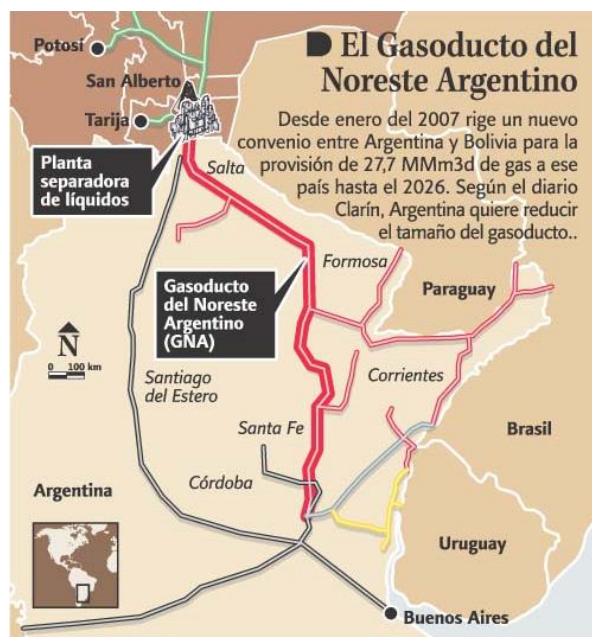 El Gasoducto del
Noreste Argentino
Desde enero del 2007 rige un nuevo
convenio entre Argentina y Bolivia para la
provisión de 27,7 MMm3d de gas a ese
país hasta el 2026. Según el diario
Clarín, Argentina quiere reducir
el tamaño del gasoducto..
Potosí
San Alberto
Tarija
Planta
separadora
de líquidos
Salta
Formosa
Paraguay
Gasoducto
del Noreste
Argentino
(GNA)
N
0 100 km
Santiago
del Estero
Corrientes
Santa Fe
Brasil
Córdoba
Argentina
Uruguay
Buenos Aires